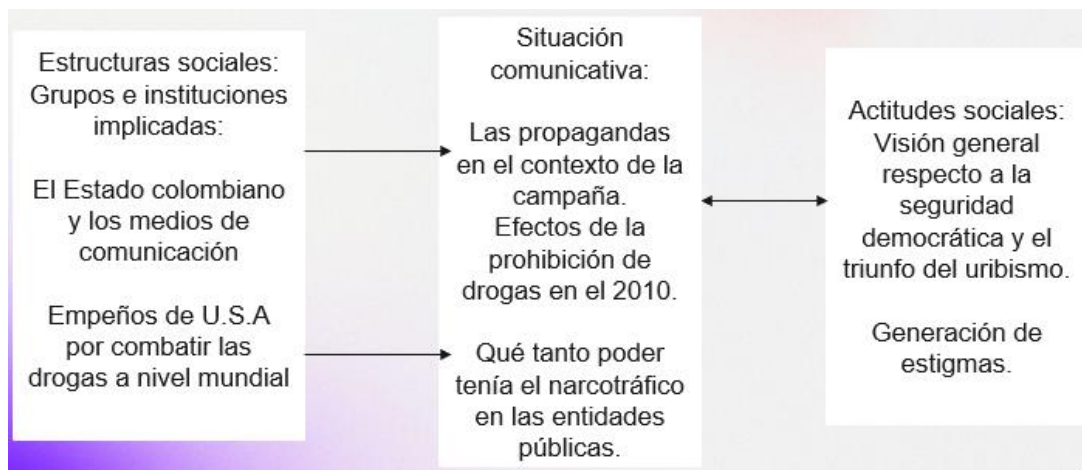 Estructuras sociales:
Grupos e instituciones
implicadas:
El Estado colombiano
y los medios de
comunicación
Empeños de U.S.A
por combatir las
drogas a nivel mundial
Situación
comunicativa:
Las propagandas
en el contexto de la
campaña.
Efectos de la
prohibición de
drogas en el 2010.
Qué tanto poder
tenía el narcotráfico
en las entidades
públicas.
Actitudes sociales:
Visión general
respecto a la
seguridad
democrática y el
triunfo del uribismo.
Generación de
estigmas.